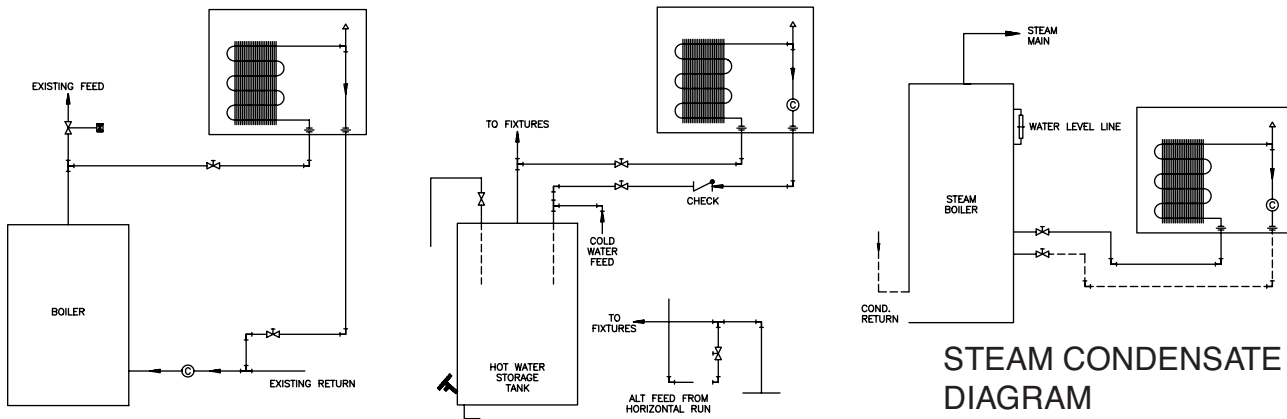 EXISTING FEED
BOILER
C
EXISTING RETURN
TO FIXTURES
C
CHECK
COLD
WATER
FEED
HOT WATER
STORAGE
TANK
TO
FIXTURES
ALT FEED FROM
HORIZONTAL RUN
STEAM
MAIN
WATER LEVEL LINE
STEAM
BOILER
C
COND.
RETURN
STEAM CONDENSATE
DIAGRAM